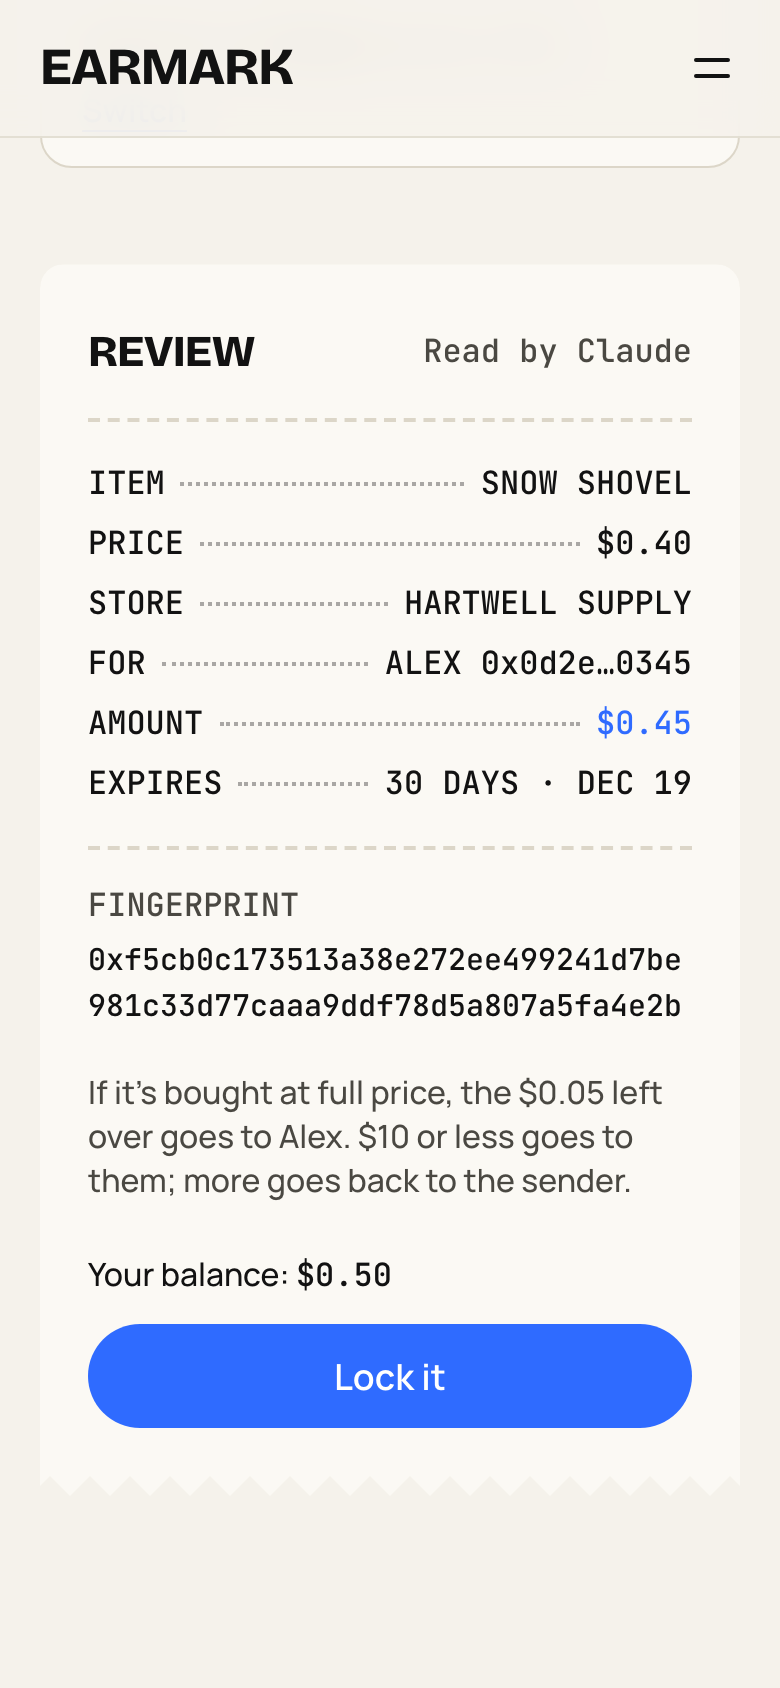 EARMARK
REVIEW Read by Claude
ITEM SNOW SHOVEL
PRICE $0.40
STORE HARTWELL SUPPLY
FOR ALEX 0x0d2e…0345
AMOUNT $0.45
EXPIRES 30 DAYS · DEC 19
FINGERPRINT
0xf5cb0c173513a38e272ee499241d7be
981c33d77caaa9ddf78d5a807a5fa4e2b
If it’s bought at full price, the $0.05 left
over goes to Alex. $10 or less goes to
them; more goes back to the sender.
Your balance: $0.50
Lock it